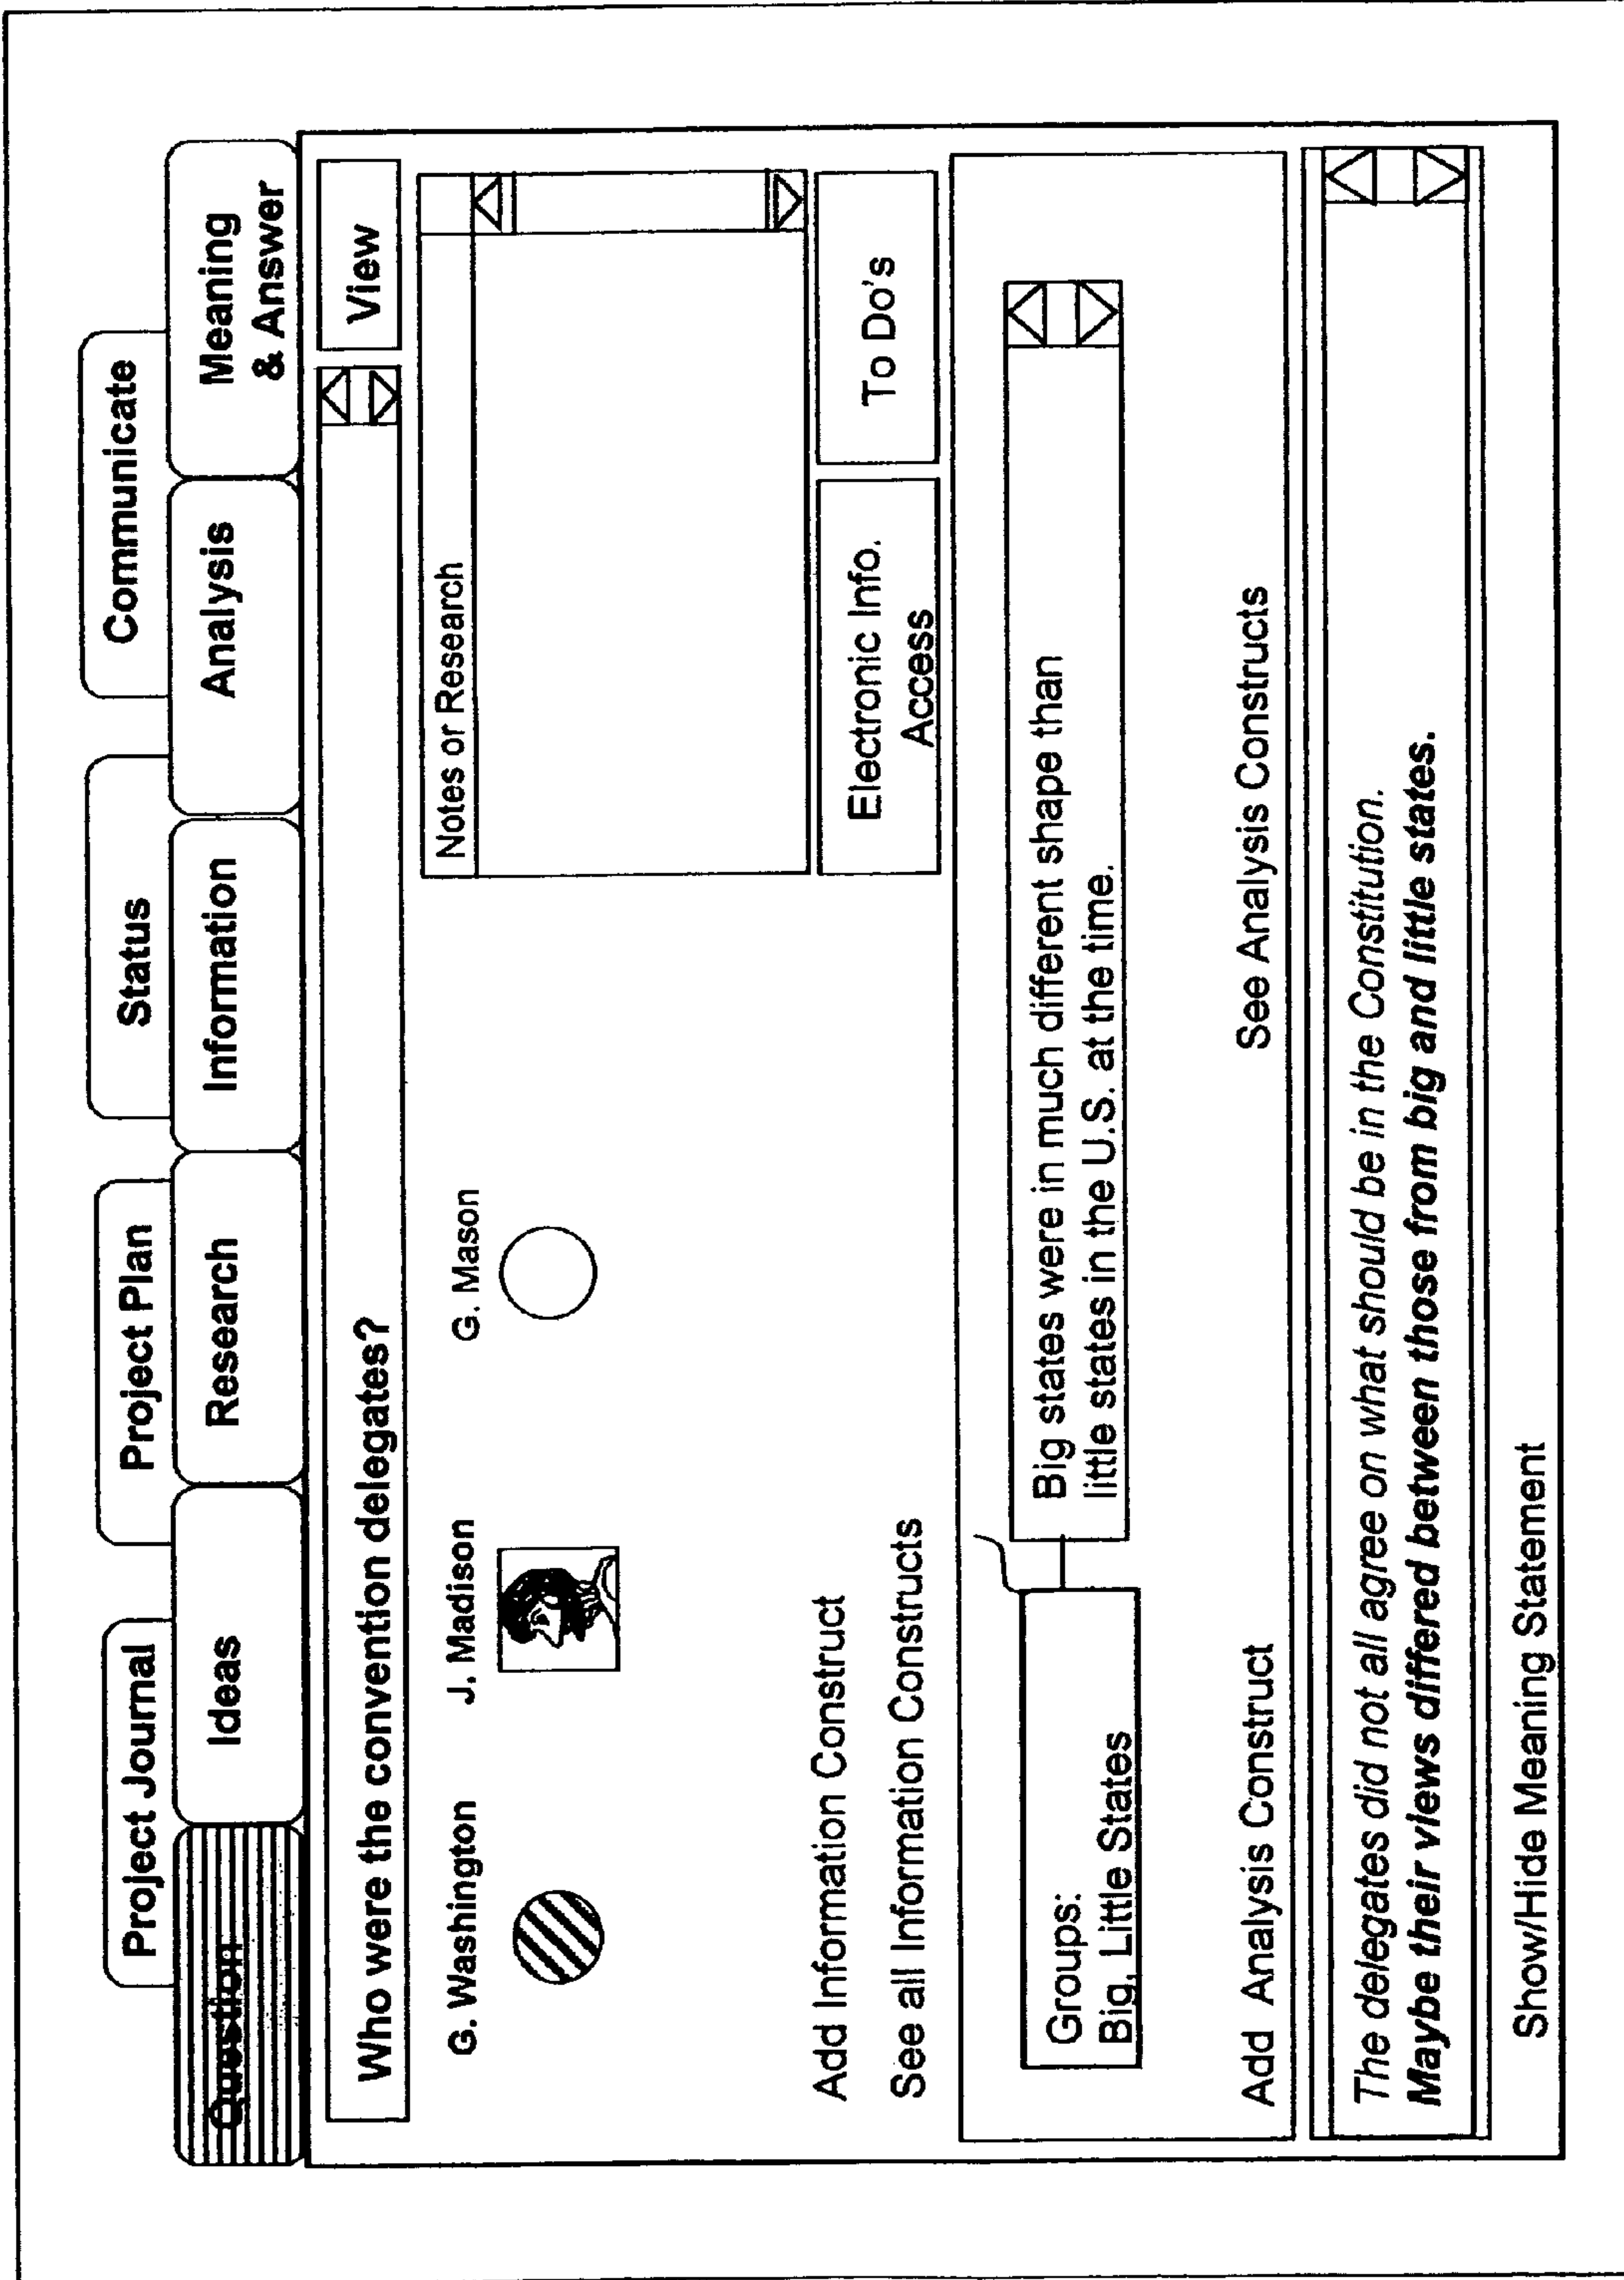 Project Journal
Project Plan
Status
Communicate
Question
Ideas
Research
Information
Analysis
Meaning
& Answer
Who were the convention delegates?
View
G. Washington
J. Madison
G. Mason
Notes or Research
Add Information Construct
See all Information Constructs
Electronic Info.
Access
To Do's
Groups:
Big, Little States
Big states were in much different shape than
little states in the U.S. at the time.
Add Analysis Construct
See Analysis Constructs
The delegates did not all agree on what should be in the Constitution.
Maybe their views differed between those from big and little states.
Show/Hide Meaning Statement